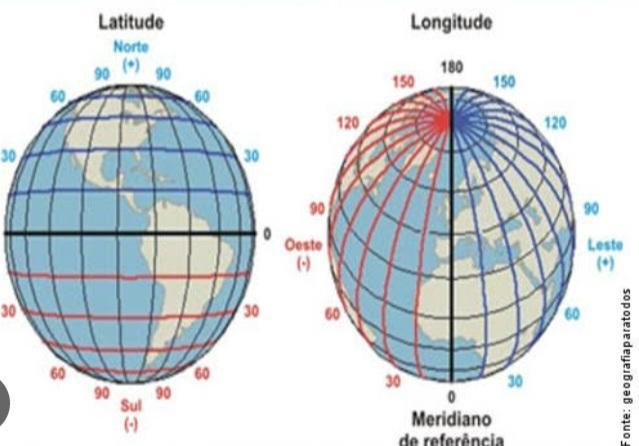 Latitude
Norte
(+)
90 90
60 60
30 30
0
30 30
60 60
90 90
Sul
(-)
Longitude
180
150 150
120 120
90 90
Oeste
(-)
Leste
(+)
60 60
30 30
0
Meridiano
de referência
Fonte: geografiaparatodos